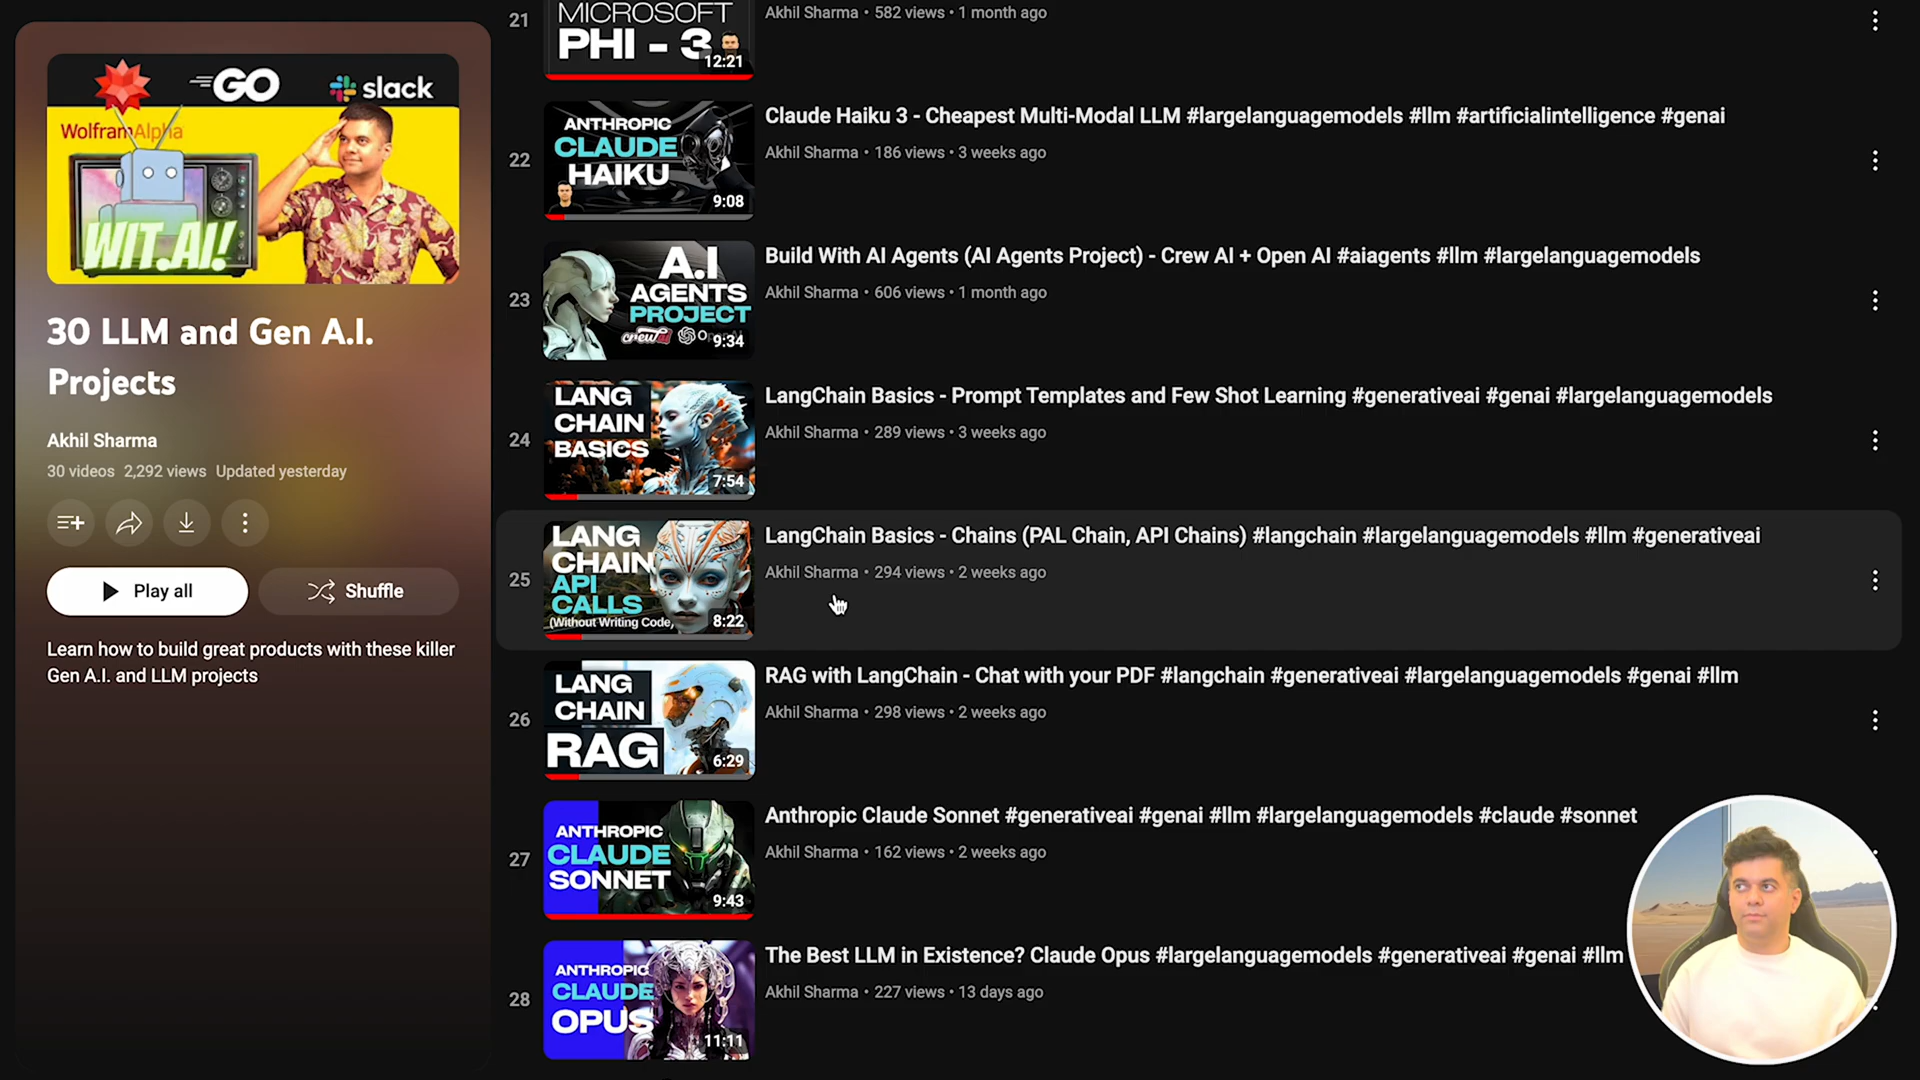 WolframAlpha
GO
slack
WIT.AI!
30 LLM and Gen A.I.
Projects
Akhil Sharma
30 videos 2,292 views Updated yesterday
Play all
Shuffle
Learn how to build great products with these killer
Gen A.I. and LLM projects
21
MICROSOFT
PHI - 3
12:21
Akhil Sharma • 582 views • 1 month ago
22
ANTHROPIC
CLAUDE
HAIKU
9:08
Claude Haiku 3 - Cheapest Multi-Modal LLM #largelanguagemodels #llm #artificialintelligence #genai
Akhil Sharma • 186 views • 3 weeks ago
23
A.I
AGENTS
PROJECT
crewai
9:34
Build With AI Agents (AI Agents Project) - Crew AI + Open AI #aiagents #llm #largelanguagemodels
Akhil Sharma • 606 views • 1 month ago
24
LANG
CHAIN
BASICS
7:54
LangChain Basics - Prompt Templates and Few Shot Learning #generativeai #genai #largelanguagemodels
Akhil Sharma • 289 views • 3 weeks ago
25
LANG
CHAIN
API
CALLS
(Without Writing Code)
8:22
LangChain Basics - Chains (PAL Chain, API Chains) #langchain #largelanguagemodels #llm #generativeai
Akhil Sharma • 294 views • 2 weeks ago
26
LANG
CHAIN
RAG
6:29
RAG with LangChain - Chat with your PDF #langchain #generativeai #largelanguagemodels #genai #llm
Akhil Sharma • 298 views • 2 weeks ago
27
ANTHROPIC
CLAUDE
SONNET
9:43
Anthropic Claude Sonnet #generativeai #genai #llm #largelanguagemodels #claude #sonnet
Akhil Sharma • 162 views • 2 weeks ago
28
ANTHROPIC
CLAUDE
OPUS
11:11
The Best LLM in Existence? Claude Opus #largelanguagemodels #generativeai #genai #llm
Akhil Sharma • 227 views • 13 days ago